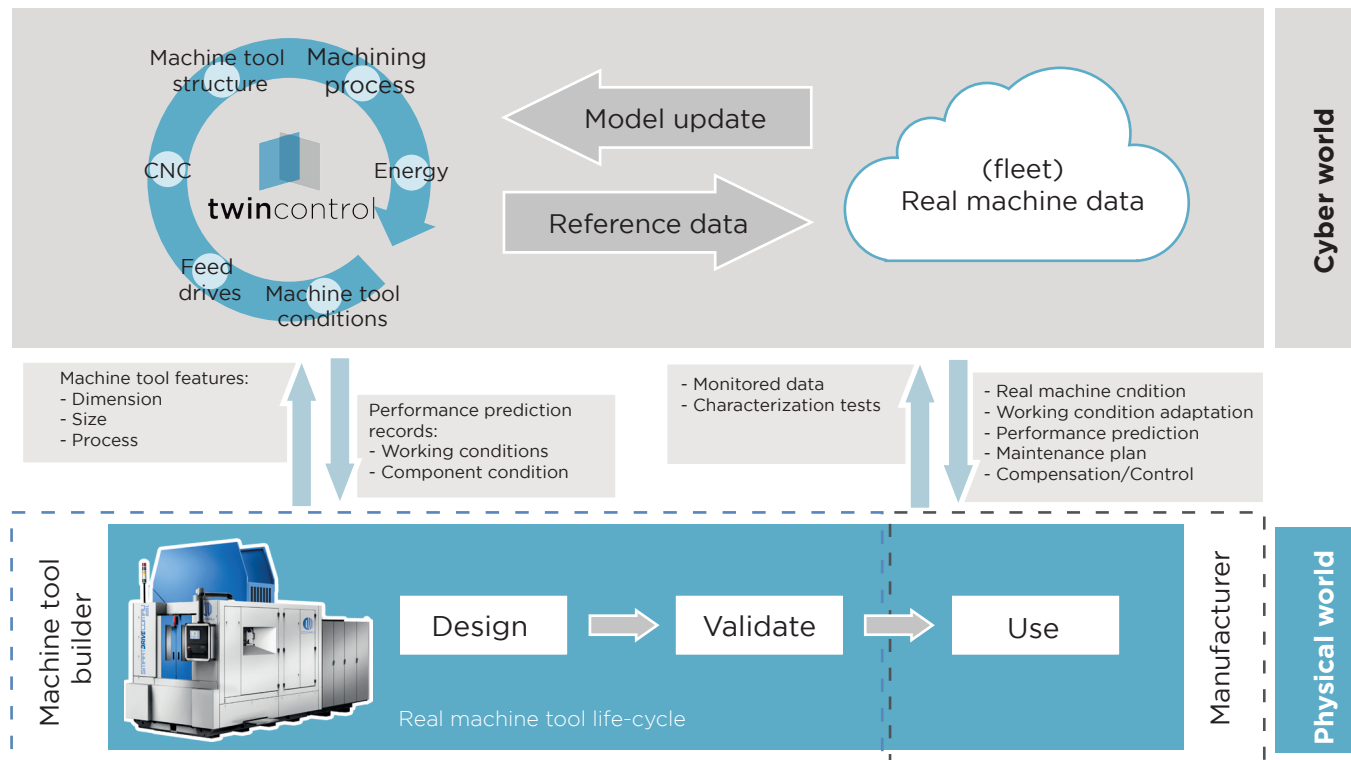 Machine tool
structure
Machining
process
CNC
Energy
twincontrol
Feed
drives
Machine tool
conditions
Model update
Reference data
(fleet)
Real machine data
Cyber world
Machine tool features:
- Dimension
- Size
- Process
Performance prediction
records:
- Working conditions
- Component condition
- Monitored data
- Characterization tests
- Real machine cndition
- Working condition adaptation
- Performance prediction
- Maintenance plan
- Compensation/Control
Machine tool
builder
Design
Validate
Use
Real machine tool life-cycle
Manufacturer
Physical world